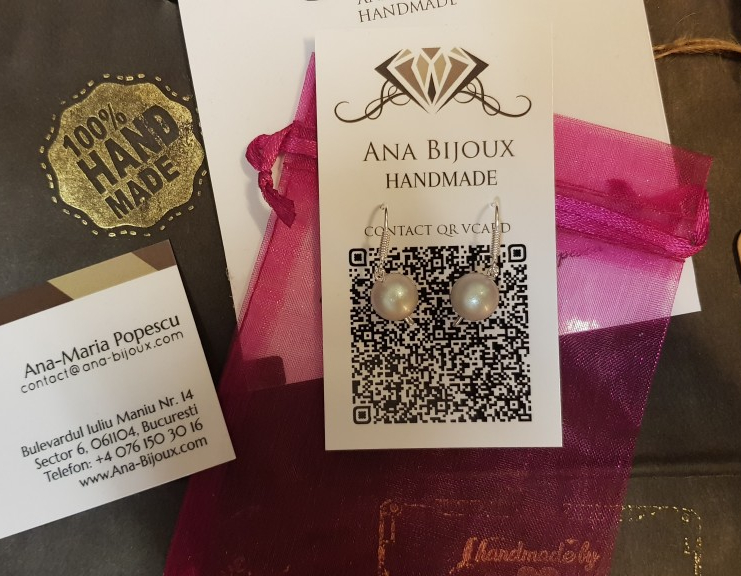 HANDMADE
100%
HAND
MADE
ANA BIJOUX
HANDMADE
CONTACT QR VCARD
Ana-Maria Popescu
contact@ana-bijoux.com
Bulevardul Iuliu Maniu Nr. 14
Sector 6, 061104, Bucuresti
Telefon: +4 076 150 30 16
www.Ana-Bijoux.com
handmade by